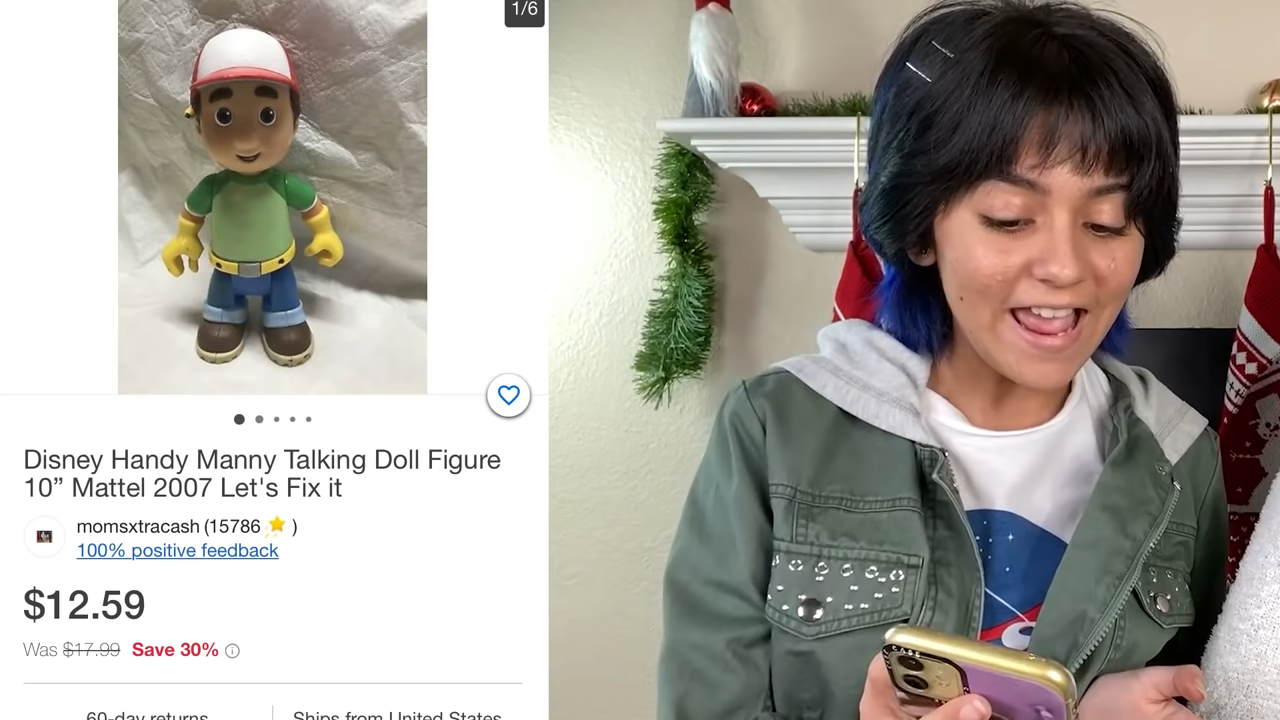 1/6
Disney Handy Manny Talking Doll Figure
10” Mattel 2007 Let's Fix it
momsxtracash (15786 ⭐ )
100% positive feedback
$12.59
Was $17.99 Save 30%
60-day returns
Ships from United States
CASE